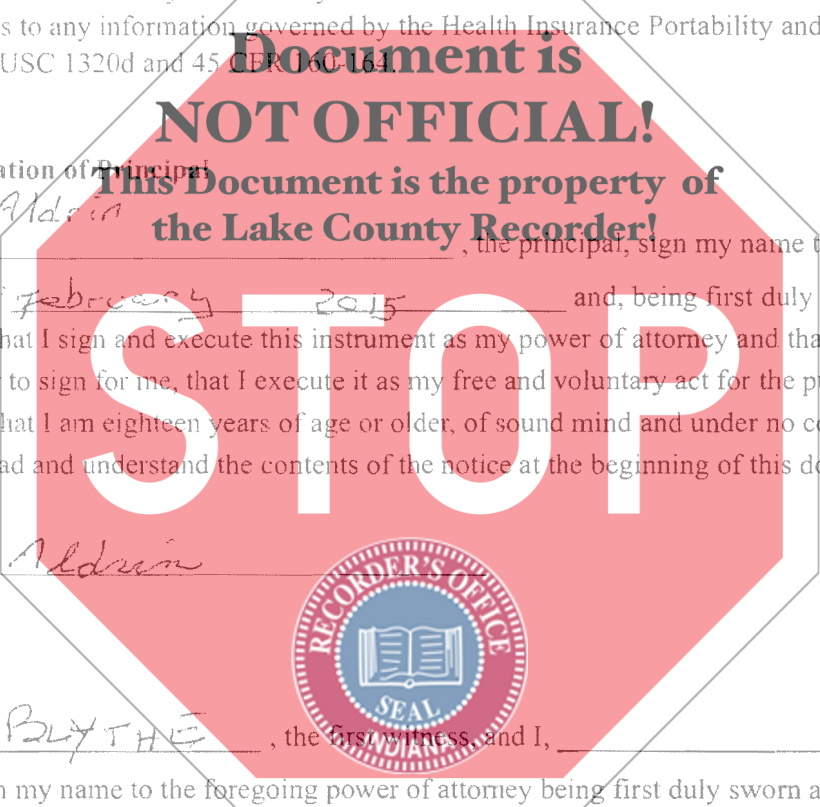 s to any information governed by the Health Insurance Portability and
USC 1320d and 45 CFR 160-164.
Document is
NOT OFFICIAL!
This Document is the property of
the Lake County Recorder!
ation of Principal
Aldrin
, the principal, sign my name t
February 2015 and, being first duly
hat I sign and execute this instrument as my power of attorney and tha
to sign for me, that I execute it as my free and voluntary act for the pu
hat I am eighteen years of age or older, of sound mind and under no co
ad and understand the contents of the notice at the beginning of this do
STOP
Aldrin
RECORDER'S OFFICE
SEAL
INDIANA
BLYTHE , the first witness, and I,
n my name to the foregoing power of attorney being first duly sworn a